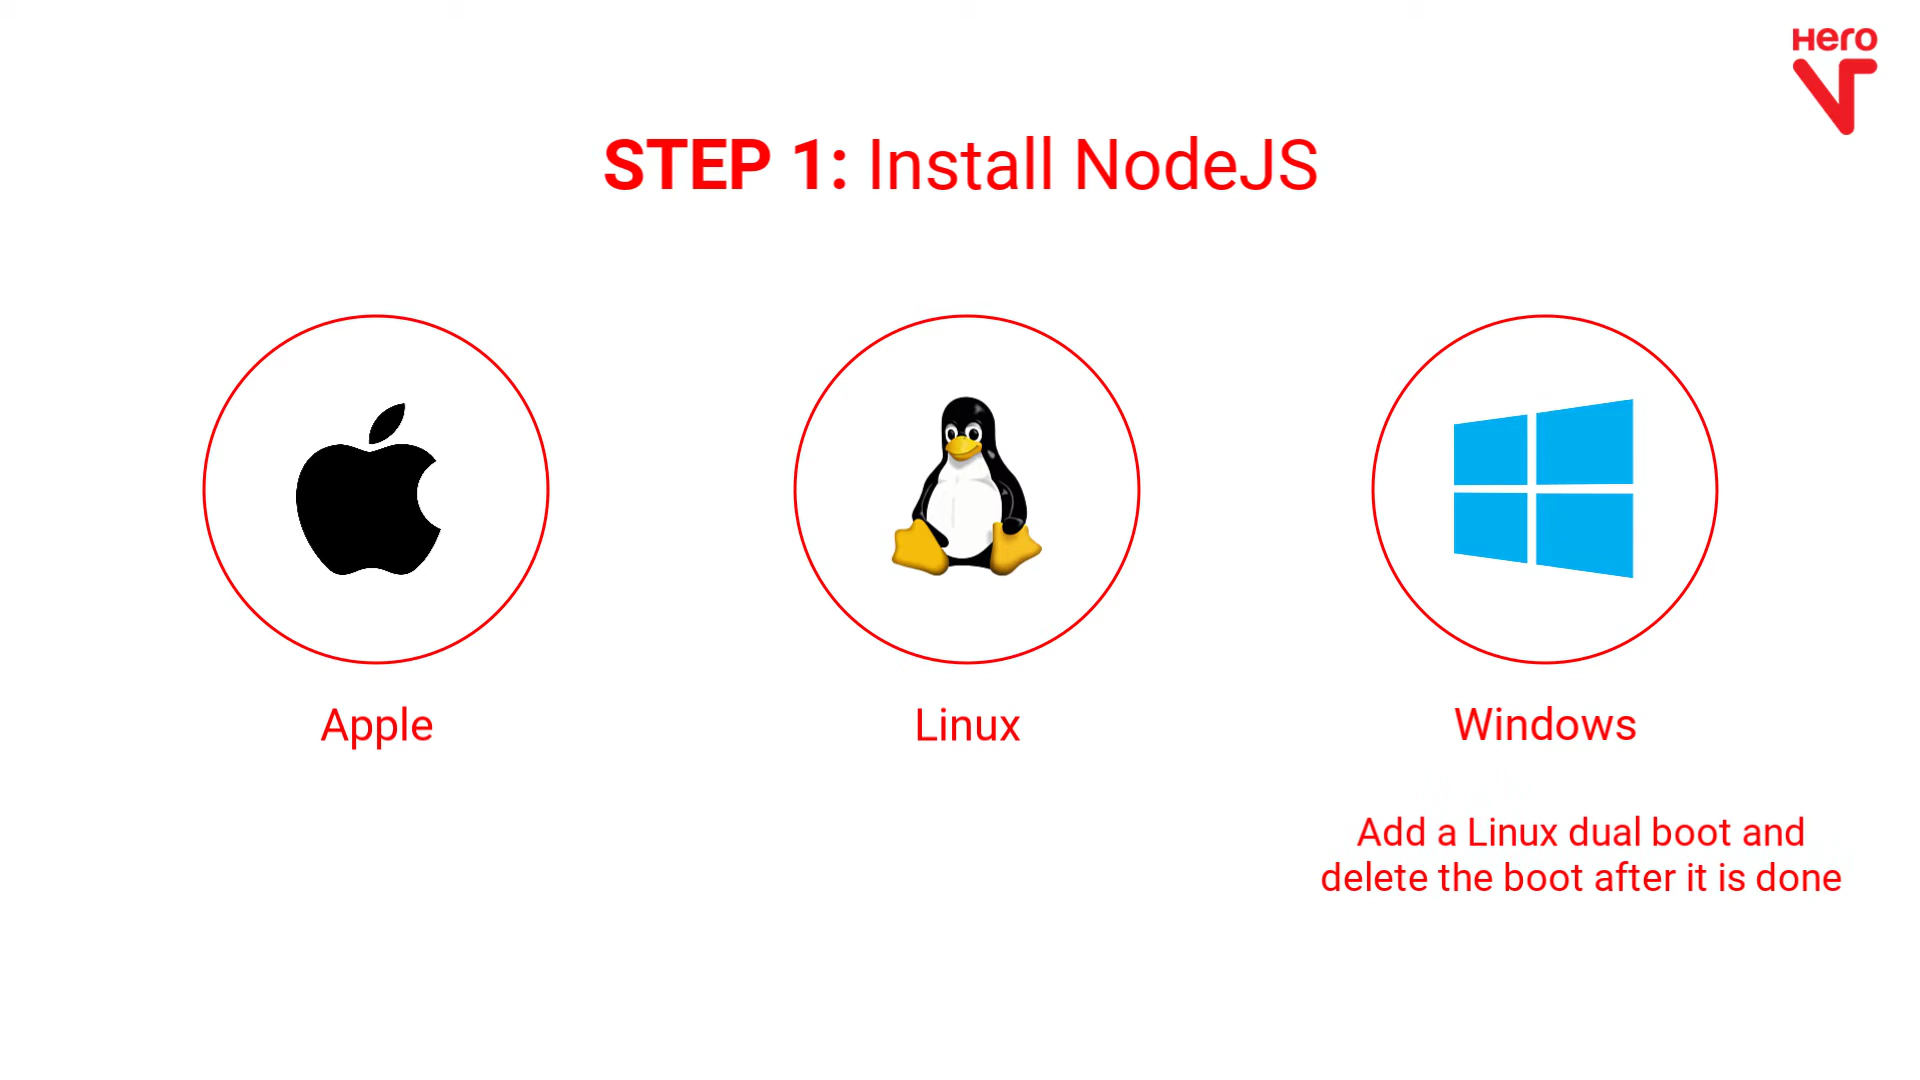 Hero
STEP 1: Install NodeJS
Apple
Linux
Windows
Add a Linux dual boot and
delete the boot after it is done